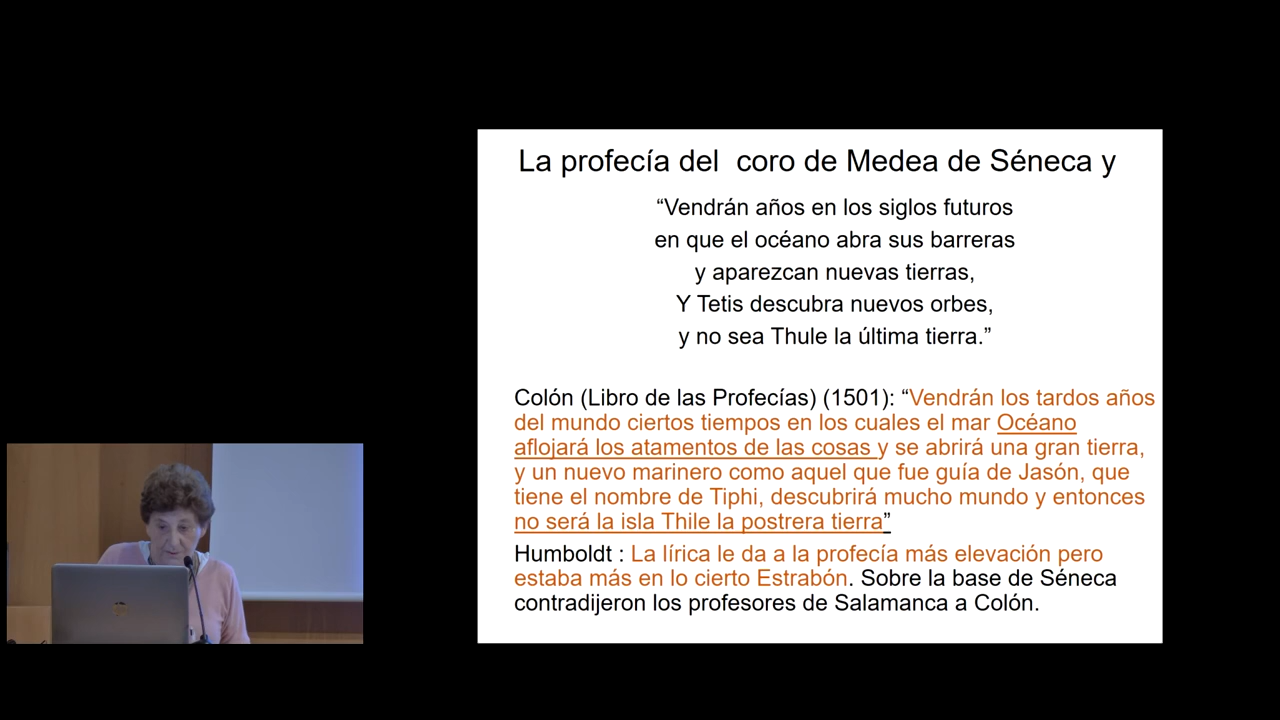 La profecía del  coro de Medea de Séneca y
“Vendrán años en los siglos futuros
en que el océano abra sus barreras
y aparezcan nuevas tierras,
Y Tetis descubra nuevos orbes,
y no sea Thule la última tierra.”
Colón (Libro de las Profecías) (1501): “Vendrán los tardos años
del mundo ciertos tiempos en los cuales el mar Océano
aflojará los atamentos de las cosas y se abrirá una gran tierra,
y un nuevo marinero como aquel que fue guía de Jasón, que
tiene el nombre de Tiphi, descubrirá mucho mundo y entonces
no será la isla Thile la postrera tierra”
Humboldt : La lírica le da a la profecía más elevación pero
estaba más en lo cierto Estrabón. Sobre la base de Séneca
contradijeron los profesores de Salamanca a Colón.